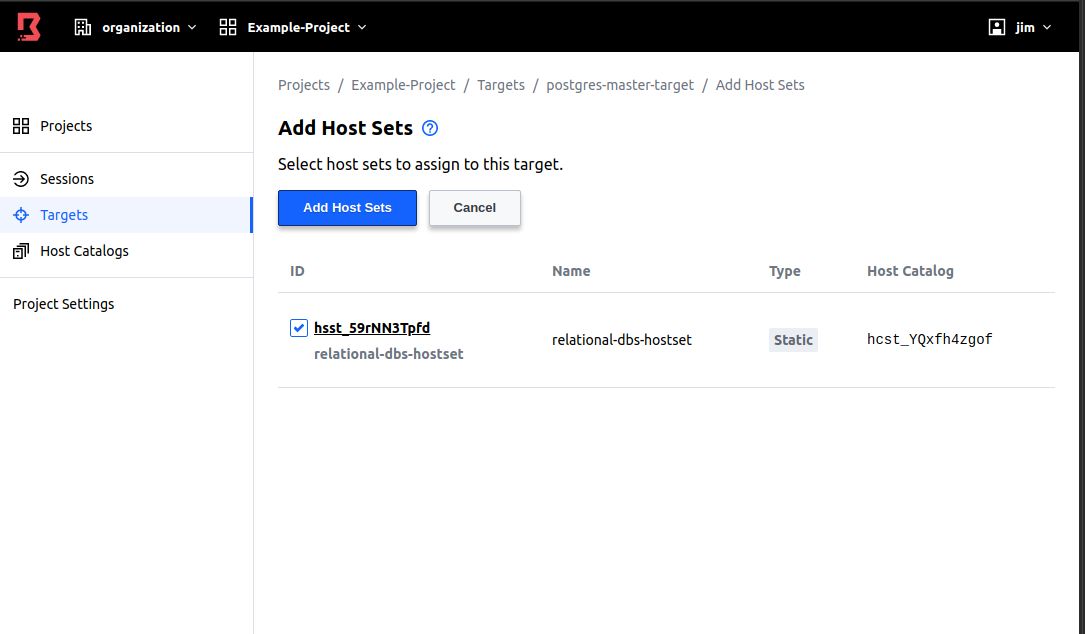 organization Example-Project jim
Projects / Example-Project / Targets / postgres-master-target / Add Host Sets
Projects
Sessions
Targets
Host Catalogs
Project Settings
Add Host Sets
Select host sets to assign to this target.
Add Host Sets Cancel
ID Name Type Host Catalog
hsst_59rNN3Tpfd
relational-dbs-hostset relational-dbs-hostset Static hcst_YQxfh4zgof